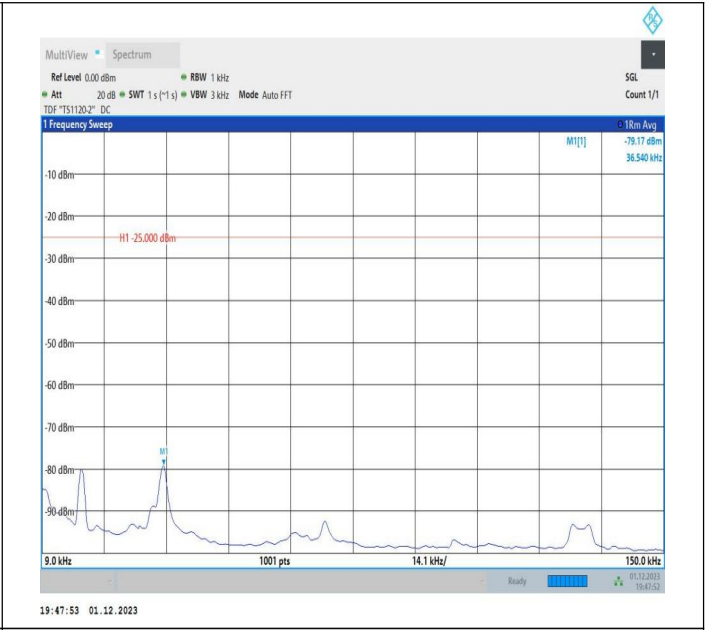 R&S
MultiView Spectrum
Ref Level 0.00 dBm RBW 1 kHz SGL
Att 20 dB SWT 1 s (~1 s) VBW 3 kHz Mode Auto FFT Count 1/1
TDF "TS1120-2" DC
1 Frequency Sweep 1Rm Avg
M1[1] -79.17 dBm
36.540 kHz
-10 dBm
-20 dBm
H1 -25.000 dBm
-30 dBm
-40 dBm
-50 dBm
-60 dBm
-70 dBm
M1
-80 dBm
-90 dBm
9.0 kHz 1001 pts 14.1 kHz/ 150.0 kHz
Ready 01.12.2023
19:47:52
19:47:53 01.12.2023